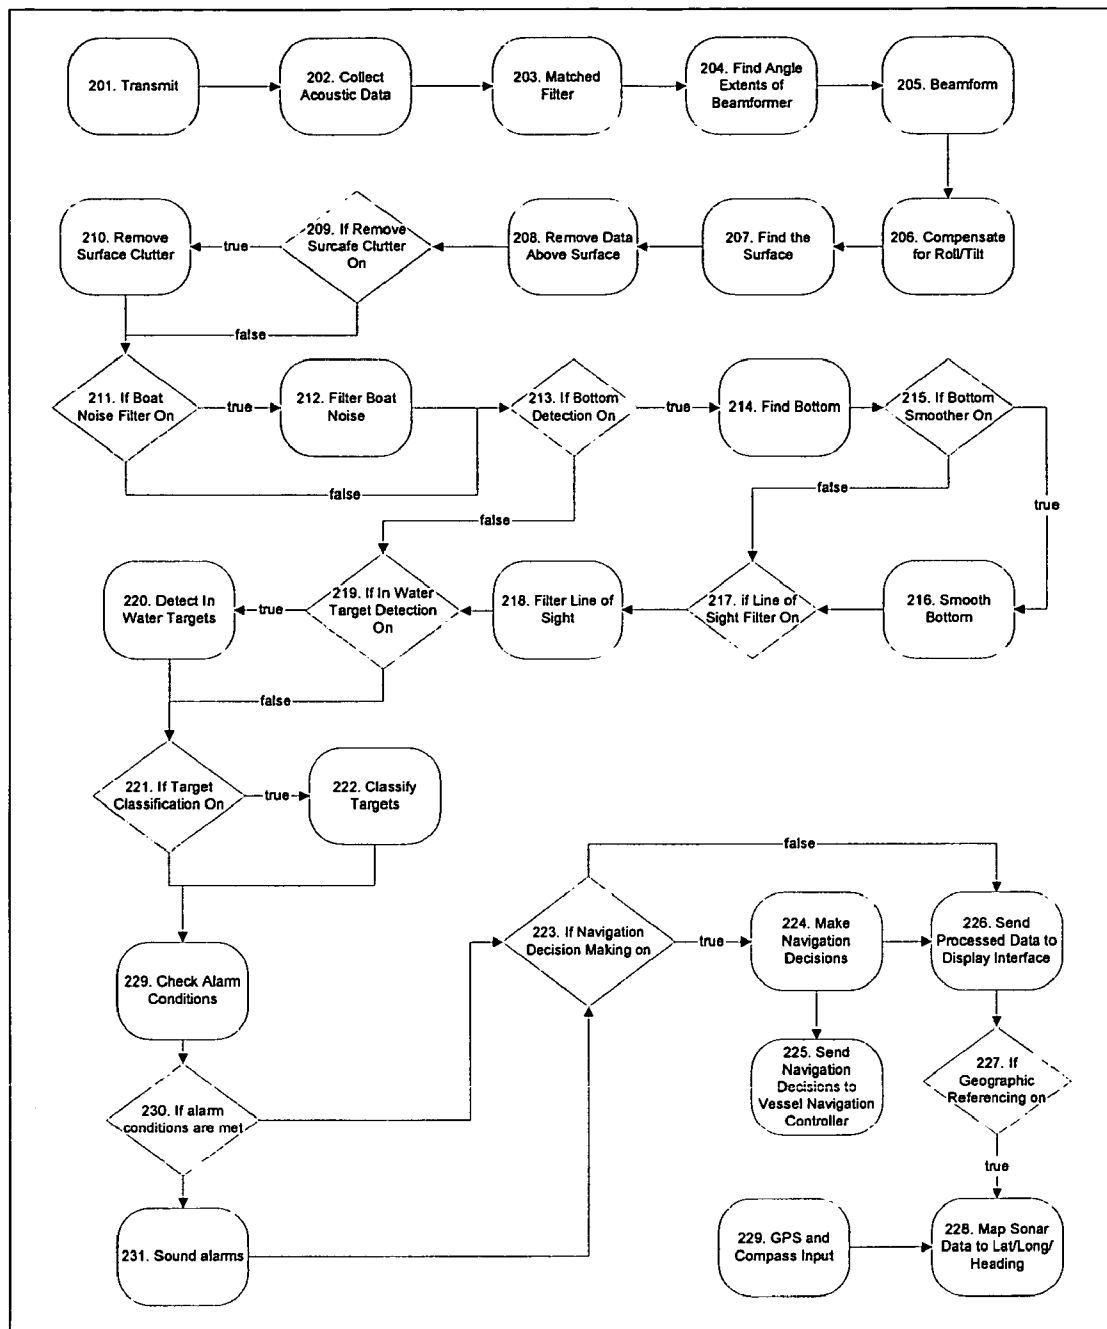 201. Transmit
202. Collect
Acoustic Data
203. Matched
Filter
204. Find Angle
Extents of
Beamformer
205. Beamform
206. Compensate
for Roll/Tilt
207. Find the
Surface
208. Remove Data
Above Surface
209. If Remove
Surcafe Clutter
On
true
210. Remove
Surface Clutter
false
211. If Boat
Noise Filter On
true
212. Filter Boat
Noise
false
213. If Bottom
Detection On
true
214. Find Bottom
215. If Bottom
Smoother On
false
false
true
216. Smooth
Bottom
217. if Line of
Sight Filter On
218. Filter Line of
Sight
219. If In Water
Target Detection
On
true
220. Detect In
Water Targets
false
221. If Target
Classification On
true
222. Classify
Targets
229. Check Alarm
Conditions
230. If alarm
conditions are met
231. Sound alarms
223. If Navigation
Decision Making on
false
true
224. Make
Navigation
Decisions
225. Send
Navigation
Decisions to
Vessel Navigation
Controller
226. Send
Processed Data to
Display Interface
227. If
Geographic
Referencing on
true
229. GPS and
Compass Input
228. Map Sonar
Data to Lat/Long/
Heading